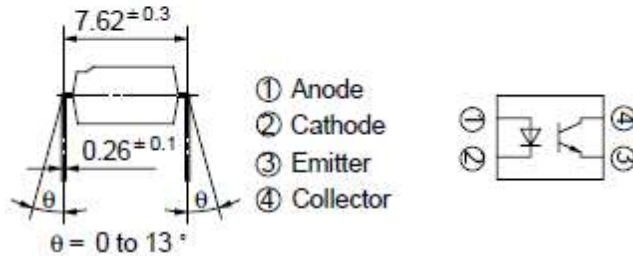 7.62±0.3
0.26±0.1
θ θ
θ = 0 to 13 °
① Anode
② Cathode
③ Emitter
④ Collector
① ④
② ③